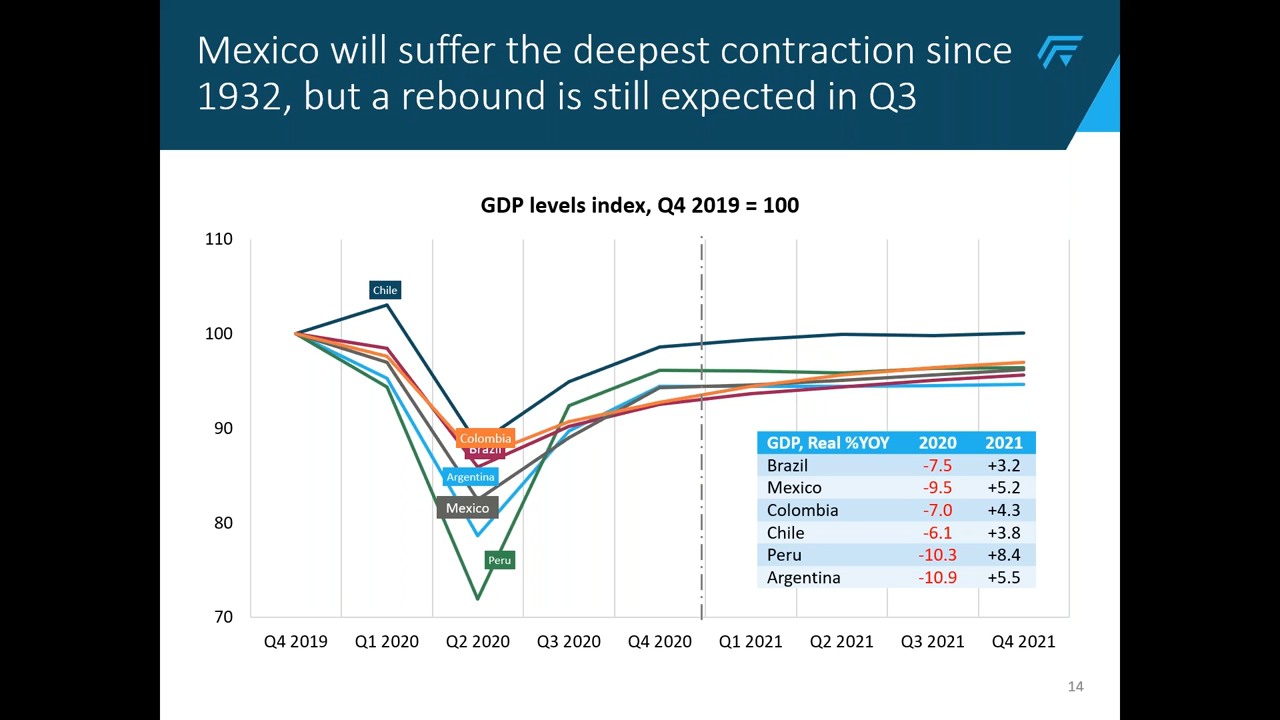 Mexico will suffer the deepest contraction since
1932, but a rebound is still expected in Q3
GDP levels index, Q4 2019 = 100
110
100
90
80
70
Chile
Colombia
Brazil
Argentina
Mexico
Peru
GDP, Real %YOY 2020 2021
Brazil -7.5 +3.2
Mexico -9.5 +5.2
Colombia -7.0 +4.3
Chile -6.1 +3.8
Peru -10.3 +8.4
Argentina -10.9 +5.5
Q4 2019 Q1 2020 Q2 2020 Q3 2020 Q4 2020 Q1 2021 Q2 2021 Q3 2021 Q4 2021
14